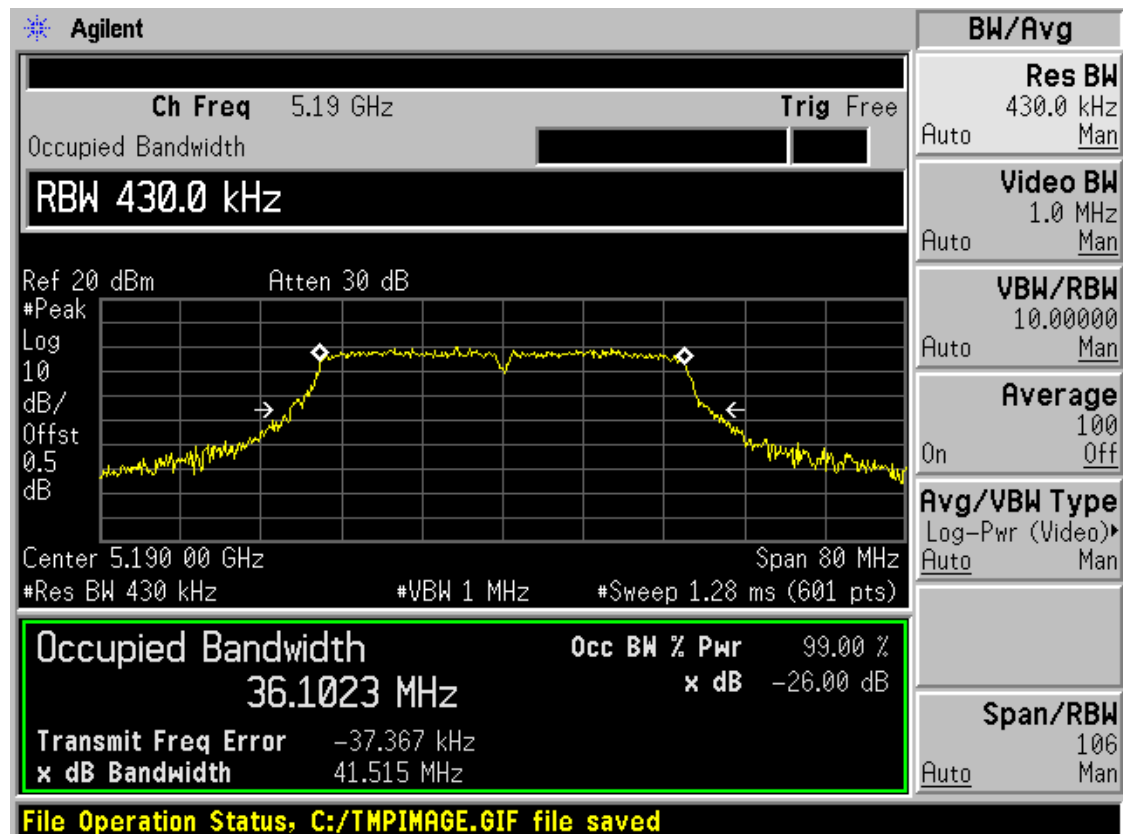 Agilent
Ch Freq 5.19 GHz Trig Free
Occupied Bandwidth
RBW 430.0 kHz
Ref 20 dBm Atten 30 dB
#Peak
Log
10
dB/
Offst
0.5
dB
Center 5.190 00 GHz Span 80 MHz
#Res BW 430 kHz #VBW 1 MHz #Sweep 1.28 ms (601 pts)
Occupied Bandwidth
36.1023 MHz
Occ BW % Pwr 99.00 %
x dB -26.00 dB
Transmit Freq Error -37.367 kHz
x dB Bandwidth 41.515 MHz
File Operation Status, C:/TMPIMAGE.GIF file saved
BW/Avg
Res BW
430.0 kHz
Auto Man
Video BW
1.0 MHz
Auto Man
VBW/RBW
10.00000
Auto Man
Average
100
On Off
Avg/VBW Type
Log-Pwr (Video)▸
Auto Man
Span/RBW
106
Auto Man